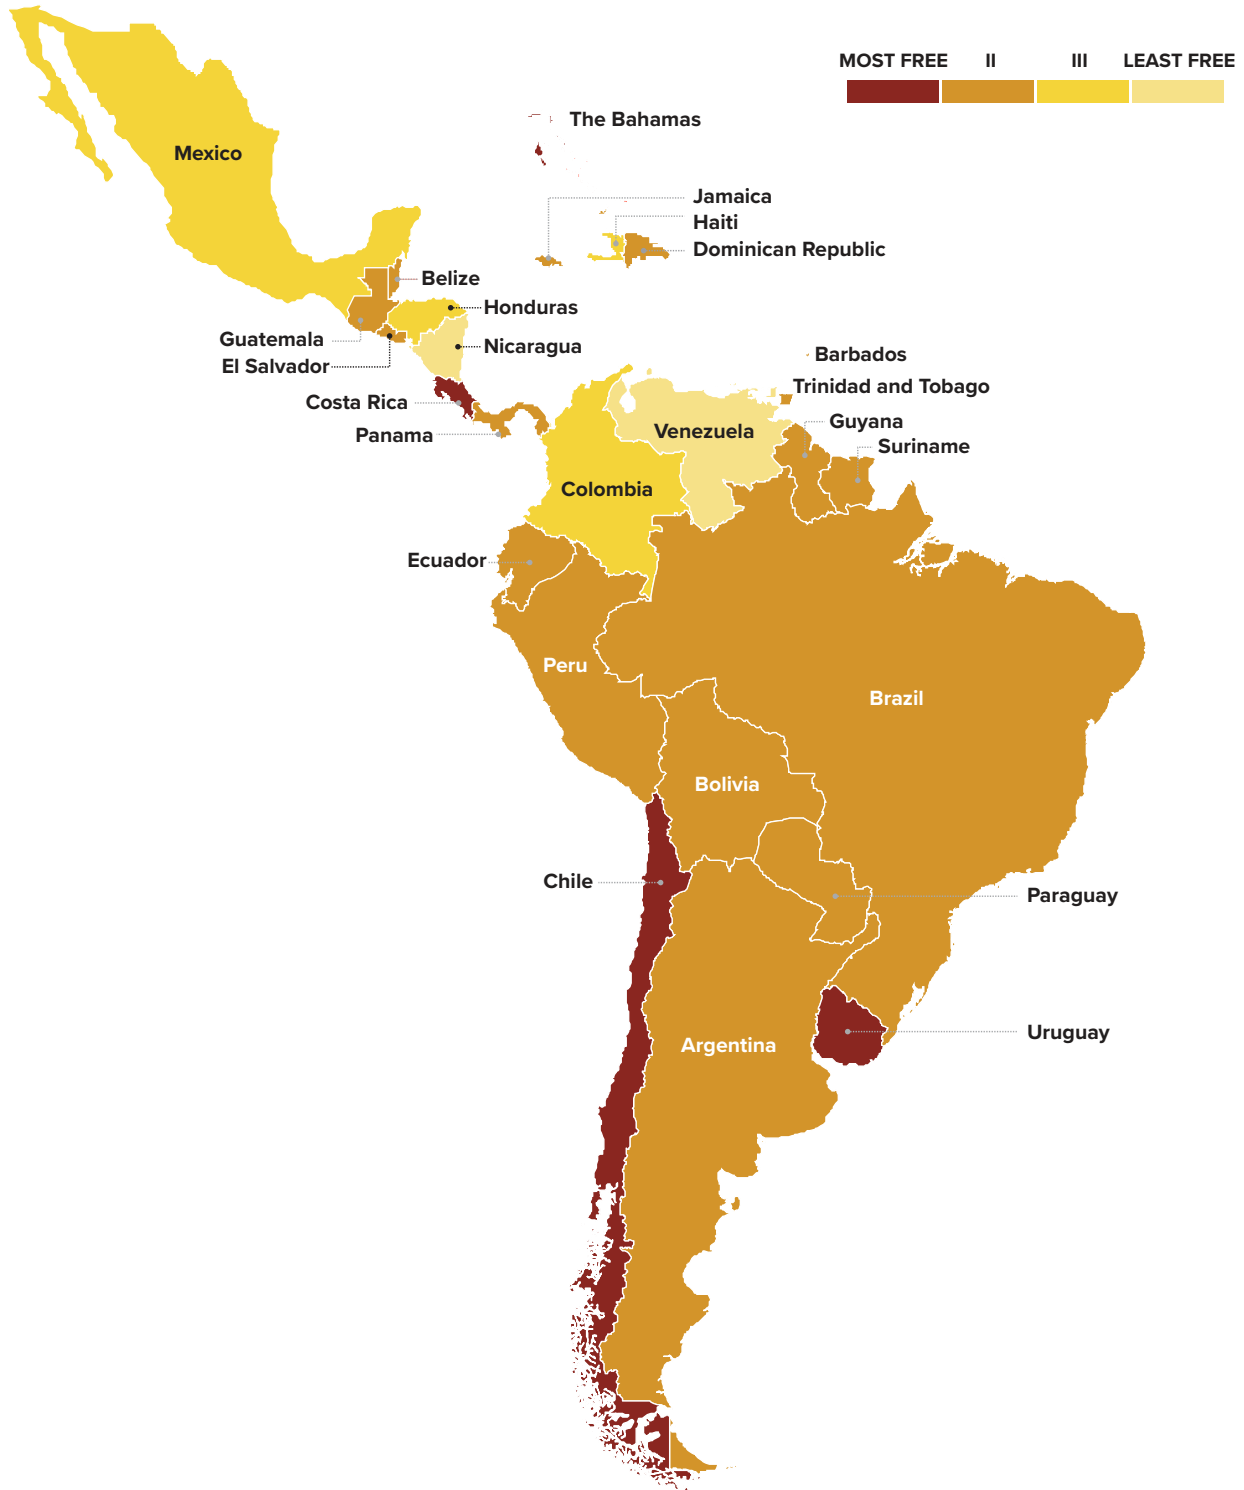 MOST FREE II III LEAST FREE
The Bahamas
Mexico
Jamaica
Haiti
Dominican Republic
Belize
Honduras
Guatemala
Nicaragua
El Salvador
Barbados
Trinidad and Tobago
Costa Rica
Guyana
Panama
Venezuela
Suriname
Colombia
Ecuador
Peru
Brazil
Bolivia
Chile
Paraguay
Uruguay
Argentina